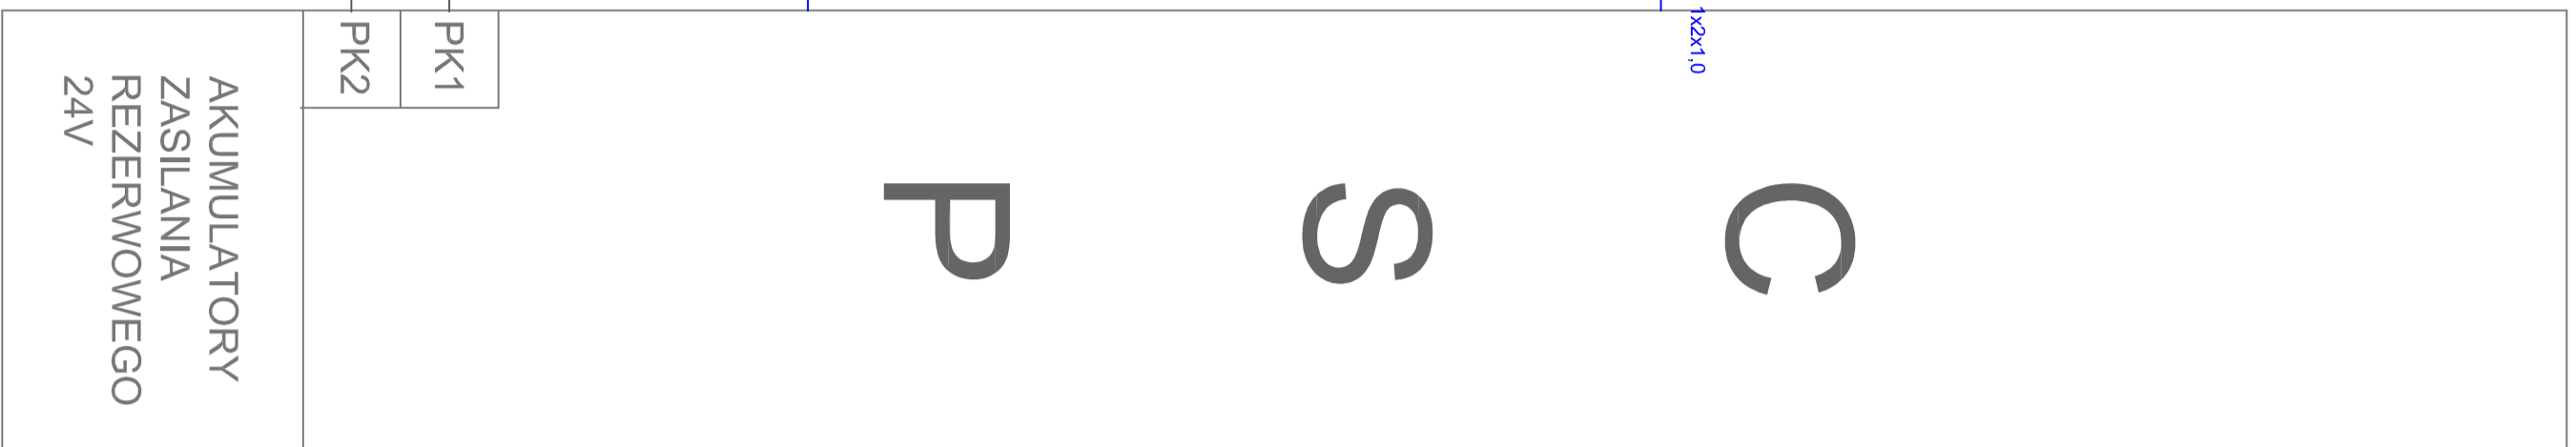 C
1x2x1,0
S
P
PK1
PK2
AKUMULATORY
ZASILANIA
REZERWOWEGO
24V